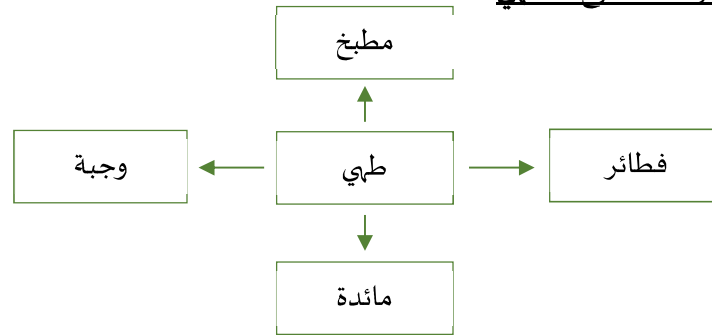 مطبخ
فطائر
طهي
وجبة
مائدة